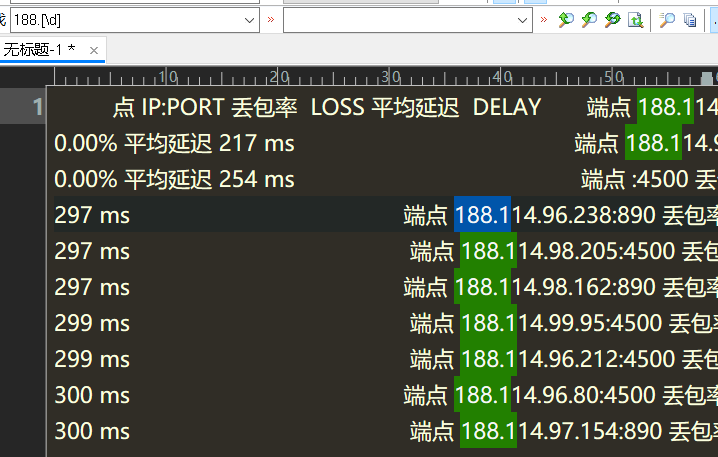 188.[\d]
无标题-1 *
10 20 30 40 50
1 点 IP:PORT 丢包率 LOSS 平均延迟 DELAY 端点 188.114
0.00% 平均延迟 217 ms 端点 188.114.9
0.00% 平均延迟 254 ms 端点 :4500 丢
297 ms 端点 188.114.96.238:890 丢包率
297 ms 端点 188.114.98.205:4500 丢包
297 ms 端点 188.114.98.162:890 丢包率
299 ms 端点 188.114.99.95:4500 丢包率
299 ms 端点 188.114.96.212:4500 丢包
300 ms 端点 188.114.96.80:4500 丢包率
300 ms 端点 188.114.97.154:890 丢包率